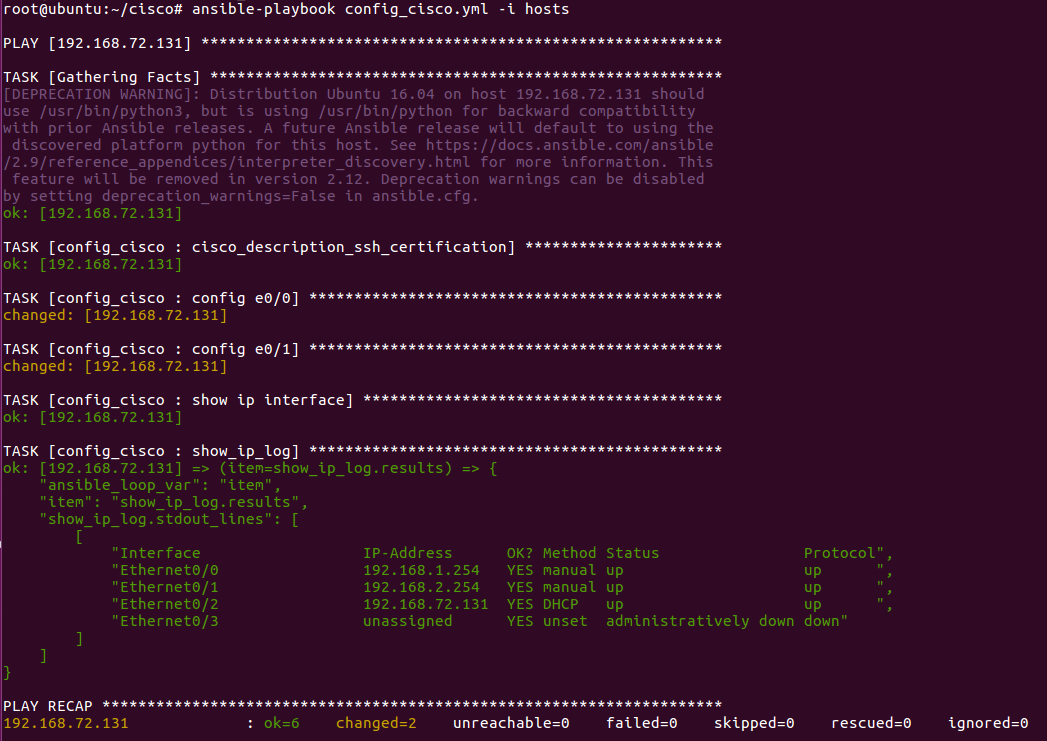 root@ubuntu:~/cisco# ansible-playbook config_cisco.yml -i hosts
PLAY [192.168.72.131] **********************************************************
TASK [Gathering Facts] *********************************************************
[DEPRECATION WARNING]: Distribution Ubuntu 16.04 on host 192.168.72.131 should
use /usr/bin/python3, but is using /usr/bin/python for backward compatibility
with prior Ansible releases. A future Ansible release will default to using the
 discovered platform python for this host. See https://docs.ansible.com/ansible
/2.9/reference_appendices/interpreter_discovery.html for more information. This
 feature will be removed in version 2.12. Deprecation warnings can be disabled
by setting deprecation_warnings=False in ansible.cfg.
ok: [192.168.72.131]
TASK [config_cisco : cisco_description_ssh_certification] **********************
ok: [192.168.72.131]
TASK [config_cisco : config e0/0] **********************************************
changed: [192.168.72.131]
TASK [config_cisco : config e0/1] **********************************************
changed: [192.168.72.131]
TASK [config_cisco : show ip interface] ****************************************
ok: [192.168.72.131]
TASK [config_cisco : show_ip_log] **********************************************
ok: [192.168.72.131] => (item=show_ip_log.results) => {
    "ansible_loop_var": "item",
    "item": "show_ip_log.results",
    "show_ip_log.stdout_lines": [
        [
            "Interface                  IP-Address      OK? Method Status                Protocol",
            "Ethernet0/0                192.168.1.254   YES manual up                    up      ",
            "Ethernet0/1                192.168.2.254   YES manual up                    up      ",
            "Ethernet0/2                192.168.72.131  YES DHCP   up                    up      ",
            "Ethernet0/3                unassigned      YES unset  administratively down down"
        ]
    ]
}
PLAY RECAP *********************************************************************
192.168.72.131             : ok=6    changed=2    unreachable=0    failed=0    skipped=0    rescued=0    ignored=0